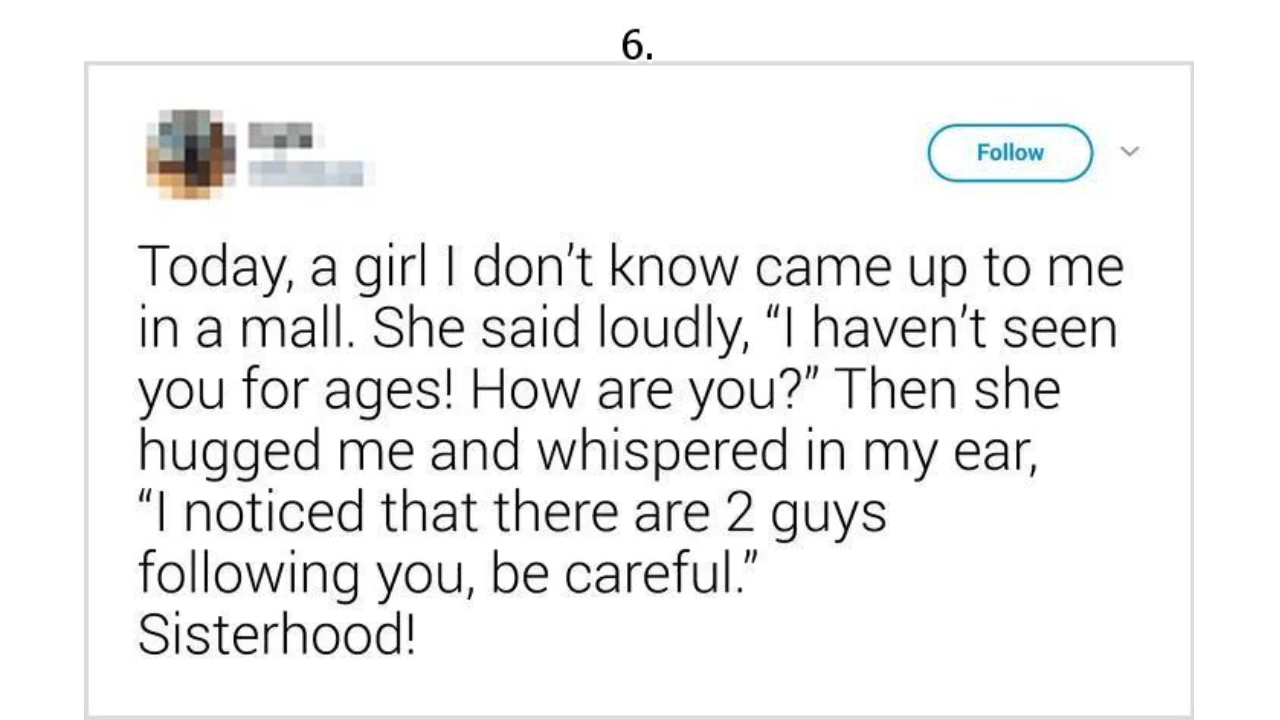 6.
Follow
Today, a girl I don’t know came up to me
in a mall. She said loudly, “I haven’t seen
you for ages! How are you?” Then she
hugged me and whispered in my ear,
“I noticed that there are 2 guys
following you, be careful.”
Sisterhood!